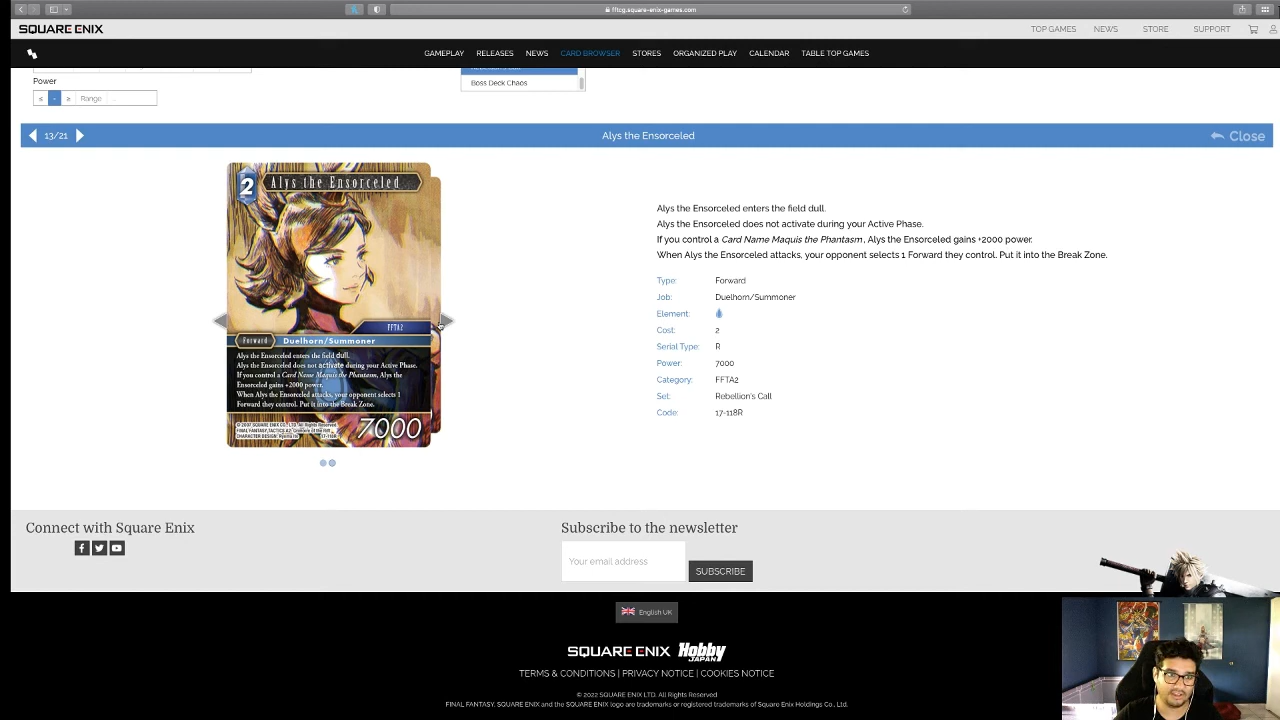 fftcg.square-enix-games.com
SQUARE ENIX
TOP GAMES NEWS STORE SUPPORT
GAMEPLAY RELEASES NEWS CARD BROWSER STORES ORGANIZED PLAY CALENDAR TABLE TOP GAMES
Power
Boss Deck Chaos
≤ - ≥ Range ..
13/21 Alys the Ensorceled Close
2 Alys the Ensorceled
FFTA2
Forward Duelhorn/Summoner
Alys the Ensorceled enters the field dull.
Alys the Ensorceled does not activate during your Active Phase.
If you control a Card Name Maquis the Phantasm, Alys the
Ensorceled gains +2000 power.
When Alys the Ensorceled attacks, your opponent selects 1
Forward they control. Put it into the Break Zone.
7000
17-118R
Alys the Ensorceled enters the field dull.
Alys the Ensorceled does not activate during your Active Phase.
If you control a Card Name Maquis the Phantasm, Alys the Ensorceled gains +2000 power.
When Alys the Ensorceled attacks, your opponent selects 1 Forward they control. Put it into the Break Zone.
Type: Forward
Job: Duelhorn/Summoner
Element:
Cost: 2
Serial Type: R
Power: 7000
Category: FFTA2
Set: Rebellion's Call
Code: 17-118R
Connect with Square Enix
Subscribe to the newsletter
Your email address
SUBSCRIBE
English UK
SQUARE ENIX Hobby JAPAN
TERMS & CONDITIONS | PRIVACY NOTICE | COOKIES NOTICE
© 2022 SQUARE ENIX LTD. All Rights Reserved
FINAL FANTASY, SQUARE ENIX and the SQUARE ENIX logo are trademarks or registered trademarks of Square Enix Holdings Co., Ltd.